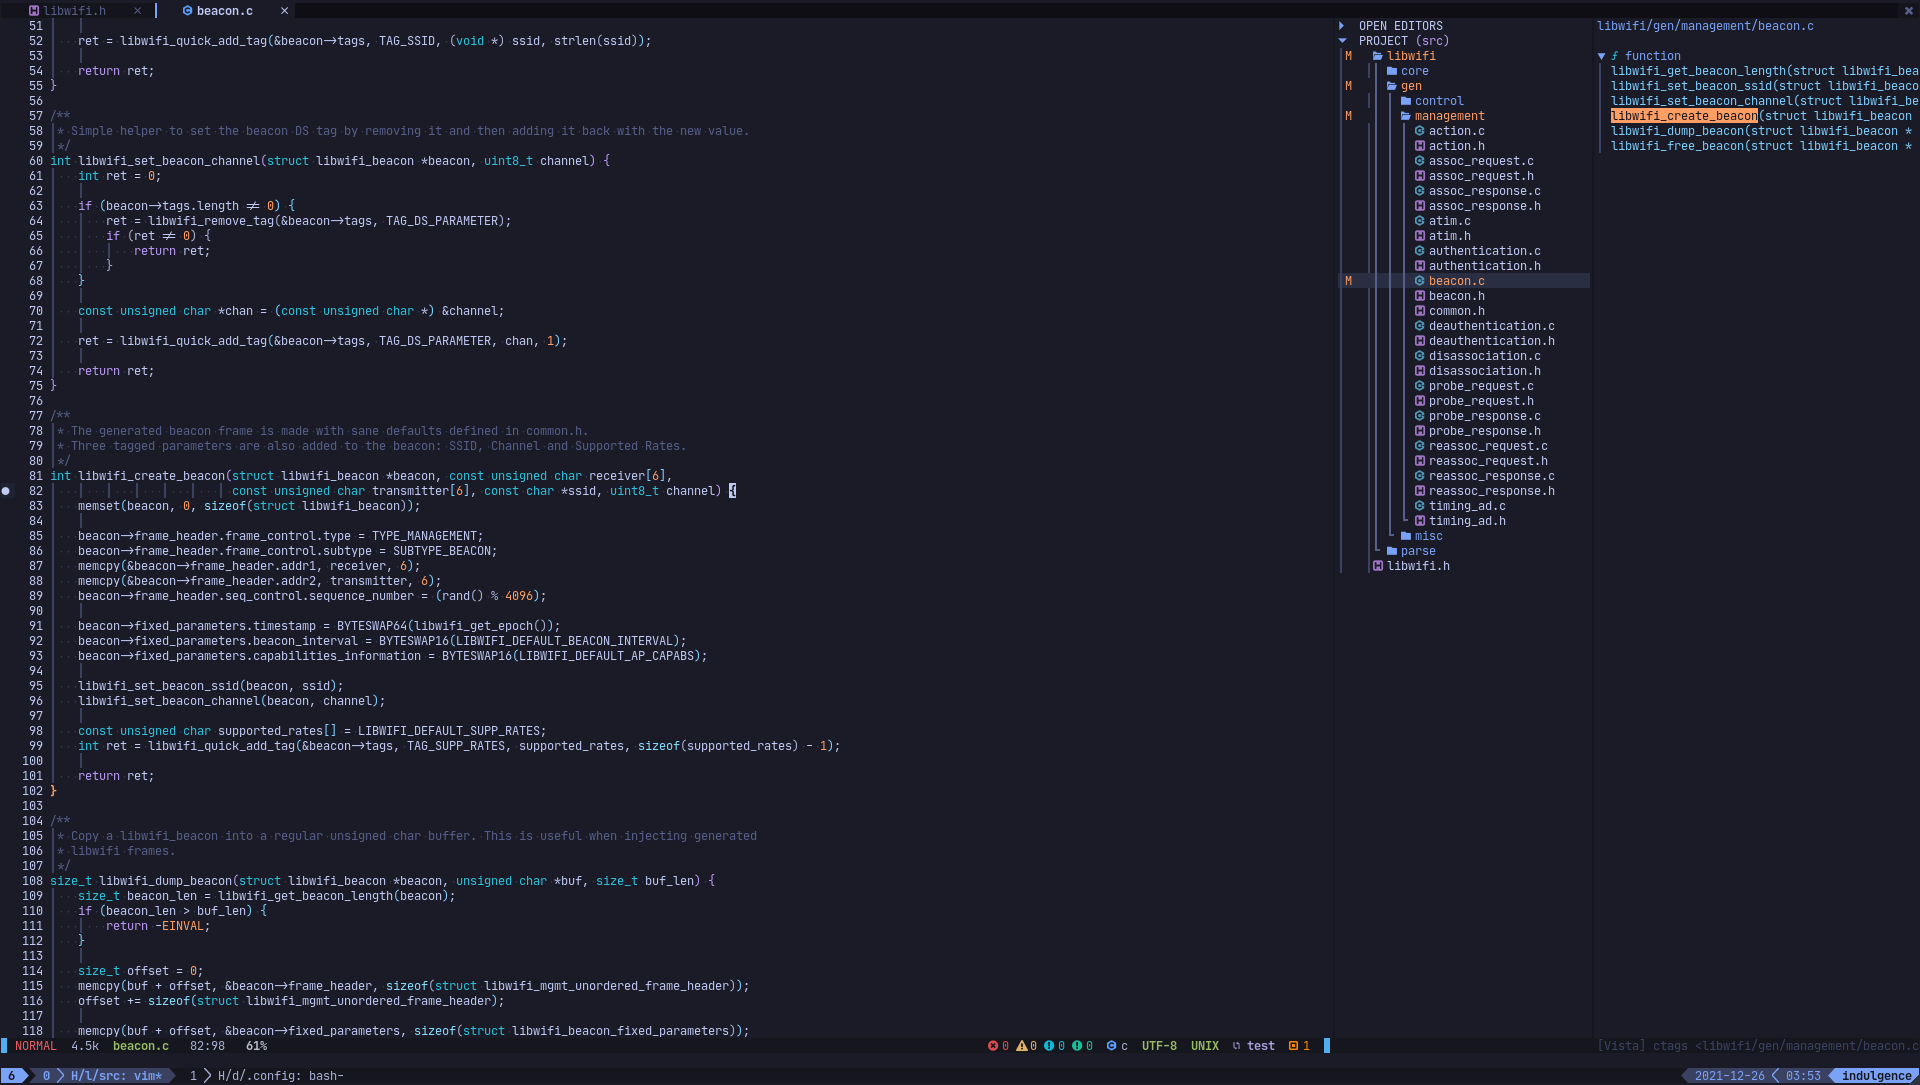 libwifi.h × beacon.c ×
51
52 ret = libwifi_quick_add_tag(&beacon->tags, TAG_SSID, (void *) ssid, strlen(ssid));
53
54 return ret;
55 }
56
57 /**
58 * Simple helper to set the beacon DS tag by removing it and then adding it back with the new value.
59 */
60 int libwifi_set_beacon_channel(struct libwifi_beacon *beacon, uint8_t channel) {
61 int ret = 0;
62
63 if (beacon->tags.length != 0) {
64 ret = libwifi_remove_tag(&beacon->tags, TAG_DS_PARAMETER);
65 if (ret != 0) {
66 return ret;
67 }
68 }
69
70 const unsigned char *chan = (const unsigned char *) &channel;
71
72 ret = libwifi_quick_add_tag(&beacon->tags, TAG_DS_PARAMETER, chan, 1);
73
74 return ret;
75 }
76
77 /**
78 * The generated beacon frame is made with sane defaults defined in common.h.
79 * Three tagged parameters are also added to the beacon: SSID, Channel and Supported Rates.
80 */
81 int libwifi_create_beacon(struct libwifi_beacon *beacon, const unsigned char receiver[6],
82 const unsigned char transmitter[6], const char *ssid, uint8_t channel) {
83 memset(beacon, 0, sizeof(struct libwifi_beacon));
84
85 beacon->frame_header.frame_control.type = TYPE_MANAGEMENT;
86 beacon->frame_header.frame_control.subtype = SUBTYPE_BEACON;
87 memcpy(&beacon->frame_header.addr1, receiver, 6);
88 memcpy(&beacon->frame_header.addr2, transmitter, 6);
89 beacon->frame_header.seq_control.sequence_number = (rand() % 4096);
90
91 beacon->fixed_parameters.timestamp = BYTESWAP64(libwifi_get_epoch());
92 beacon->fixed_parameters.beacon_interval = BYTESWAP16(LIBWIFI_DEFAULT_BEACON_INTERVAL);
93 beacon->fixed_parameters.capabilities_information = BYTESWAP16(LIBWIFI_DEFAULT_AP_CAPABS);
94
95 libwifi_set_beacon_ssid(beacon, ssid);
96 libwifi_set_beacon_channel(beacon, channel);
97
98 const unsigned char supported_rates[] = LIBWIFI_DEFAULT_SUPP_RATES;
99 int ret = libwifi_quick_add_tag(&beacon->tags, TAG_SUPP_RATES, supported_rates, sizeof(supported_rates) - 1);
100
101 return ret;
102 }
103
104 /**
105 * Copy a libwifi_beacon into a regular unsigned char buffer. This is useful when injecting generated
106 * libwifi frames.
107 */
108 size_t libwifi_dump_beacon(struct libwifi_beacon *beacon, unsigned char *buf, size_t buf_len) {
109 size_t beacon_len = libwifi_get_beacon_length(beacon);
110 if (beacon_len > buf_len) {
111 return -EINVAL;
112 }
113
114 size_t offset = 0;
115 memcpy(buf + offset, &beacon->frame_header, sizeof(struct libwifi_mgmt_unordered_frame_header));
116 offset += sizeof(struct libwifi_mgmt_unordered_frame_header);
117
118 memcpy(buf + offset, &beacon->fixed_parameters, sizeof(struct libwifi_beacon_fixed_parameters));
OPEN EDITORS
PROJECT (src)
M libwifi
core
M gen
control
M management
action.c
action.h
assoc_request.c
assoc_request.h
assoc_response.c
assoc_response.h
atim.c
atim.h
authentication.c
authentication.h
M beacon.c
beacon.h
common.h
deauthentication.c
deauthentication.h
disassociation.c
disassociation.h
probe_request.c
probe_request.h
probe_response.c
probe_response.h
reassoc_request.c
reassoc_request.h
reassoc_response.c
reassoc_response.h
timing_ad.c
timing_ad.h
misc
parse
libwifi.h
libwifi/gen/management/beacon.c
ƒ function
libwifi_get_beacon_length(struct libwifi_bea
libwifi_set_beacon_ssid(struct libwifi_beaco
libwifi_set_beacon_channel(struct libwifi_be
libwifi_create_beacon(struct libwifi_beacon
libwifi_dump_beacon(struct libwifi_beacon *
libwifi_free_beacon(struct libwifi_beacon *
NORMAL 4.5k beacon.c 82:98 61% 0 0 0 0 c UTF-8 UNIX test 1
[Vista] ctags <libwifi/gen/management/beacon.c
6 0 H/l/src: vim* 1 H/d/.config: bash- 2021-12-26 03:53 indulgence